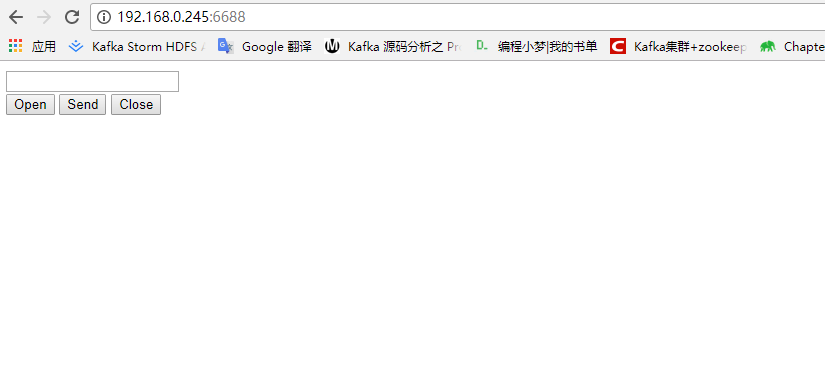 192.168.0.245:6688
应用 Kafka Storm HDFS Google 翻译 Kafka 源码分析之 Pr 编程小梦|我的书单 Kafka集群+zookeep Chapte
Open Send Close